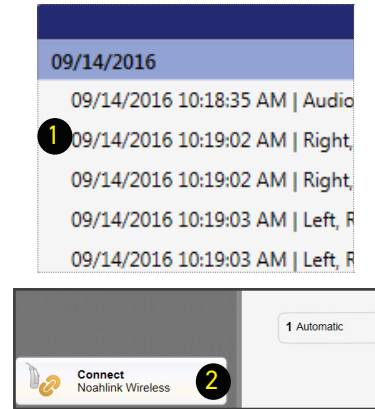 09/14/2016
09/14/2016 10:18:35 AM | Audio
1 09/14/2016 10:19:02 AM | Right,
09/14/2016 10:19:02 AM | Right,
09/14/2016 10:19:03 AM | Left, R
09/14/2016 10:19:03 AM | Left, R
1 Automatic
Connect
Noahlink Wireless 2